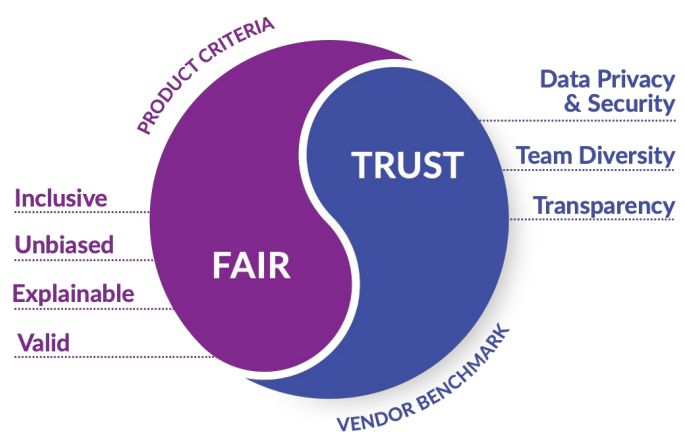 PRODUCT CRITERIA
Data Privacy
& Security
Team Diversity
TRUST
Transparency
Inclusive
Unbiased
FAIR
Explainable
Valid
VENDOR BENCHMARK